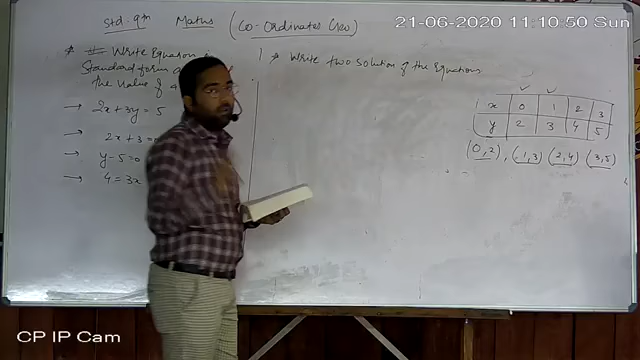 21-06-2020 11:10:50 Sun
Std: 9th Maths (Co-Ordinates Geo)
* Write Equation in
Standard form
the value of
→ 2x + 3y = 5
→ 2x + 3 =
→ y - 5 = 0
→ 4 = 3x
* Write two solution of the Equations
x 0 1 2 3
y 2 3 4 5
(0, 2), (1, 3) (2, 4) (3, 5)
CP IP Cam